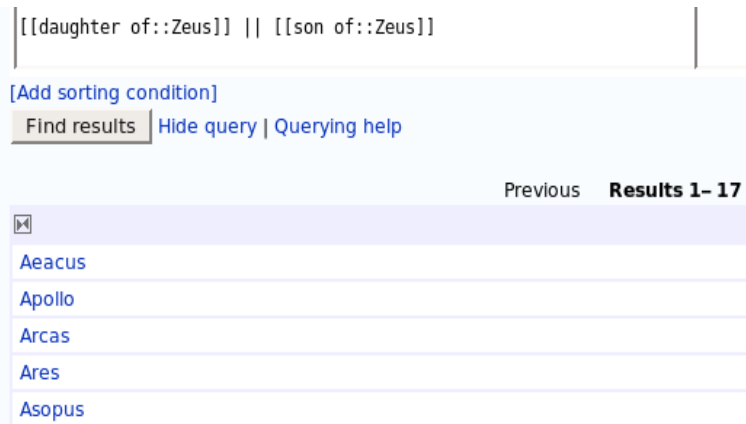 [[daughter of::Zeus]] || [[son of::Zeus]]
[Add sorting condition]
Find results Hide query | Querying help
Previous Results 1– 17
Aeacus
Apollo
Arcas
Ares
Asopus